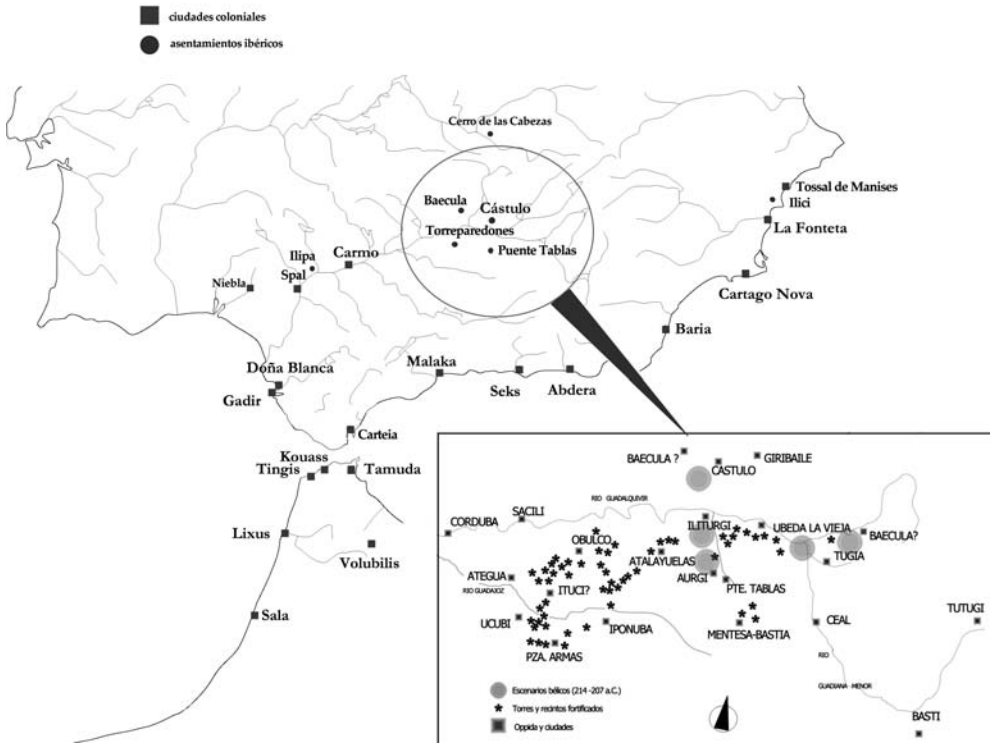 ciudades coloniales
asentamientos ibéricos
Cerro de las Cabezas
Baecula
Cástulo
Torreparedones
Puente Tablas
Tossal de Manises
Ilici
La Fonteta
Ilipa
Carmo
Spal
Niebla
Cartago Nova
Baria
Doña Blanca
Gadir
Malaka
Seks
Abdera
Carteia
Kouass
Tingis
Tamuda
Lixus
Volubilis
Sala
BAECULA ?
CASTULO
GIRIBAILE
RIO GUADALQUIVIR
SACILI
CORDUBA
ILITURGI
UBEDA LA VIEJA
BAECULA?
OBULCO
ATALAYUELAS
TUGIA
ATEGUA
AURGI
RIO GUADAJOZ
ITUCI?
PTE. TABLAS
UCUBI
IPONUBA
MENTESA-BASTIA
CEAL
TUTUGI
PZA. ARMAS
RIO
GUADIANA - MENOR
BASTI
Escenarios bélicos (214 -207 a.C.)
Torres y recintos fortificados
Oppida y ciudades